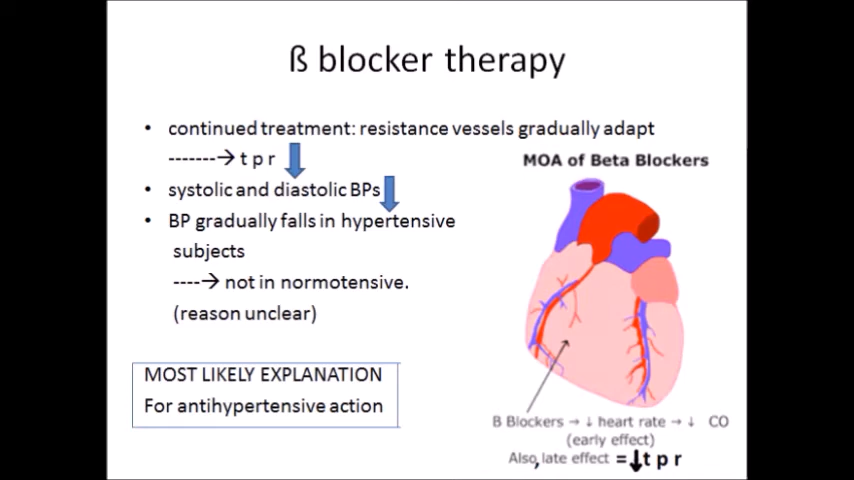 ß blocker therapy
• continued treatment: resistance vessels gradually adapt
-------→ t p r
• systolic and diastolic BPs
• BP gradually falls in hypertensive
subjects
----→ not in normotensive.
(reason unclear)
MOST LIKELY EXPLANATION
For antihypertensive action
MOA of Beta Blockers
B Blockers → ↓ heart rate → ↓ CO
(early effect)
Also, late effect = ↓ t p r